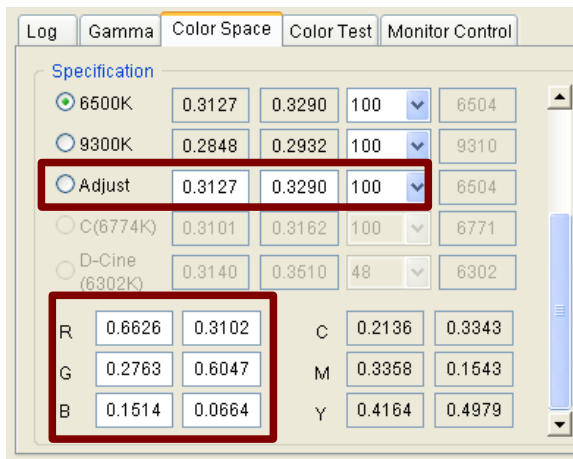 Log Gamma Color Space Color Test Monitor Control
Specification
6500K 0.3127 0.3290 100 6504
9300K 0.2848 0.2932 100 9310
Adjust 0.3127 0.3290 100 6504
C(6774K) 0.3101 0.3162 100 6771
D-Cine
(6302K) 0.3140 0.3510 48 6302
R 0.6626 0.3102 C 0.2136 0.3343
G 0.2763 0.6047 M 0.3358 0.1543
B 0.1514 0.0664 Y 0.4164 0.4979